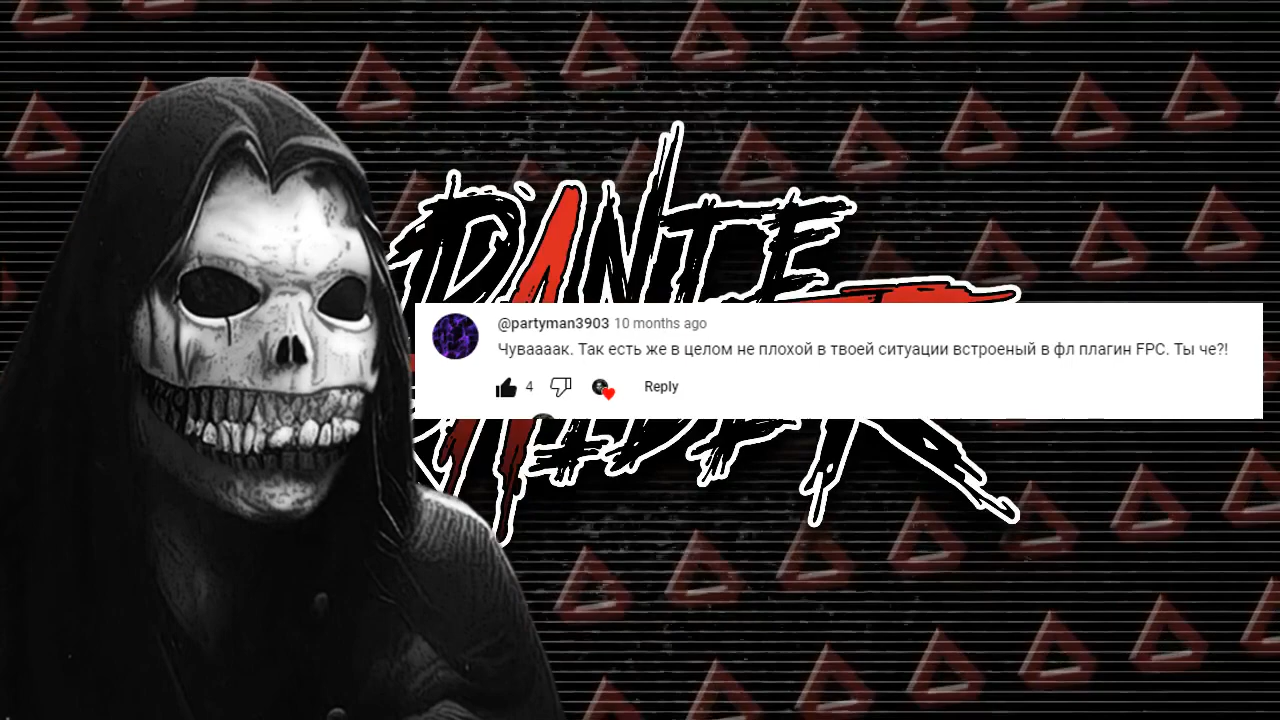 DANTE
@partyman3903 10 months ago
Чуваааак. Так есть же в целом не плохой в твоей ситуации встроеный в фл плагин FPC. Ты че?!
4
Reply